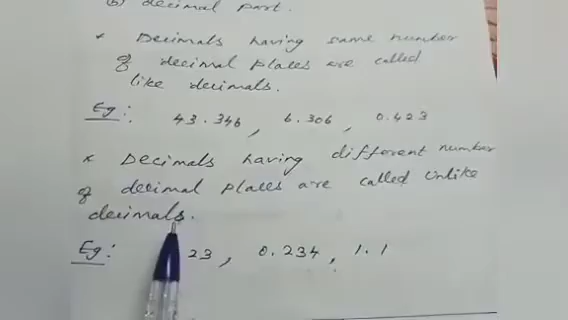 (b) decimal part.
* Decimals having same number
of decimal places are called
like decimals.
Eg: 43.346, 6.306, 0.423
* Decimals having different number
of decimal places are called Unlike
decimals.
Eg: 23, 0.234, 1.1